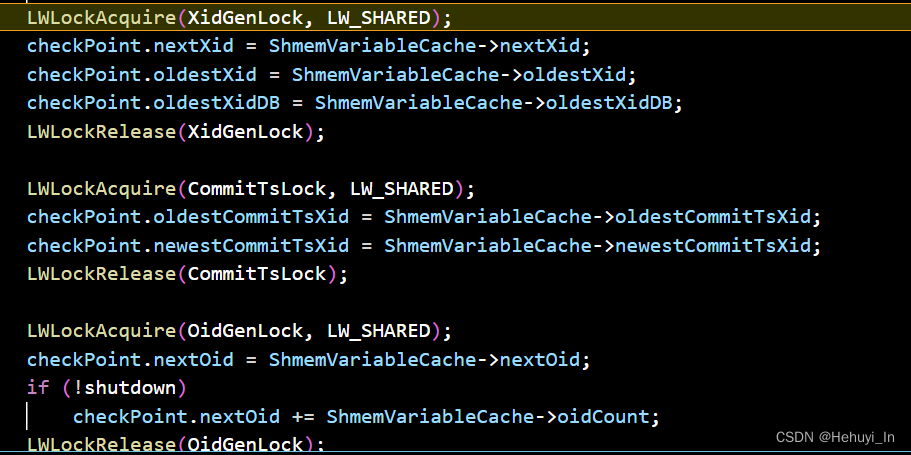 LWLockAcquire(XidGenLock, LW_SHARED);
checkPoint.nextXid = ShmemVariableCache->nextXid;
checkPoint.oldestXid = ShmemVariableCache->oldestXid;
checkPoint.oldestXidDB = ShmemVariableCache->oldestXidDB;
LWLockRelease(XidGenLock);
LWLockAcquire(CommitTsLock, LW_SHARED);
checkPoint.oldestCommitTsXid = ShmemVariableCache->oldestCommitTsXid;
checkPoint.newestCommitTsXid = ShmemVariableCache->newestCommitTsXid;
LWLockRelease(CommitTsLock);
LWLockAcquire(OidGenLock, LW_SHARED);
checkPoint.nextOid = ShmemVariableCache->nextOid;
if (!shutdown)
    checkPoint.nextOid += ShmemVariableCache->oidCount;
LWLockRelease(OidGenLock);
CSDN @Hehuyi_In